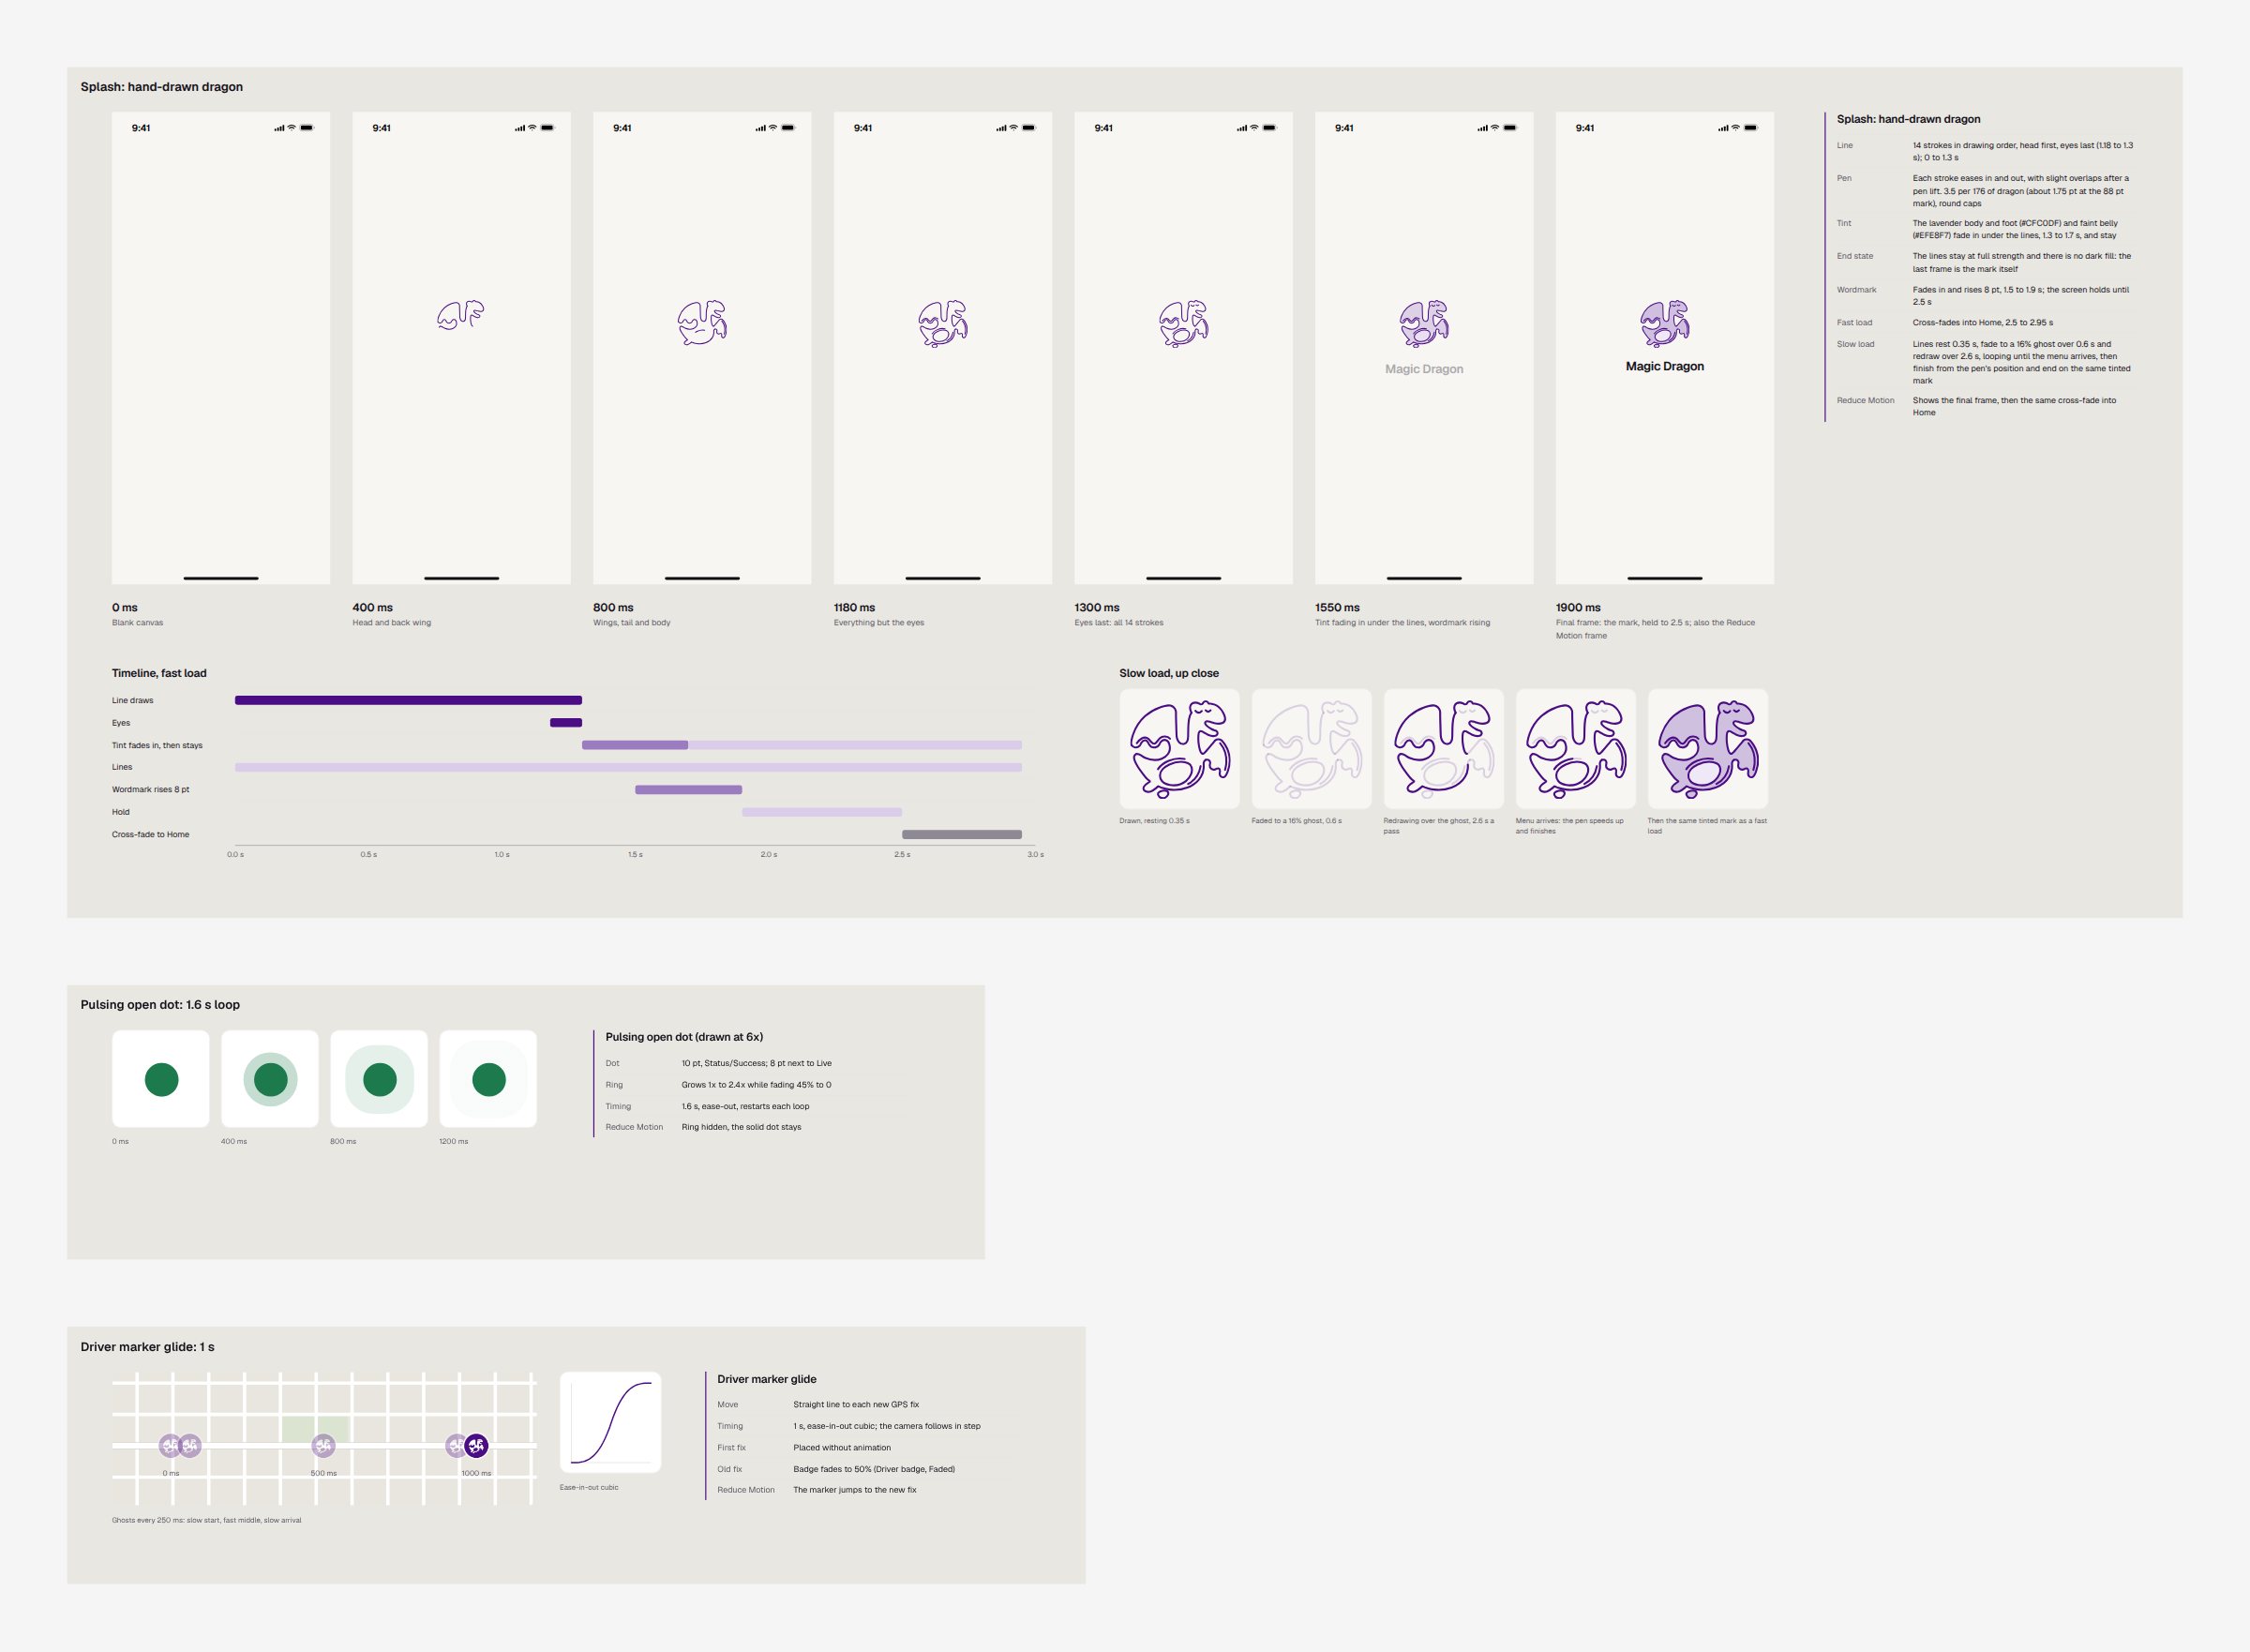 Splash: hand-drawn dragon
9:41
9:41
9:41
9:41
9:41
9:41
9:41
Magic Dragon
Magic Dragon
0 ms
Blank canvas
400 ms
Head and back wing
800 ms
Wings, tail and body
1180 ms
Everything but the eyes
1300 ms
Eyes last: all 14 strokes
1550 ms
Tint fading in under the lines, wordmark rising
1900 ms
Final frame: the mark, held to 2.5 s; also the Reduce
Motion frame
Splash: hand-drawn dragon
Line
14 strokes in drawing order, head first, eyes last (1.18 to 1.3
s); 0 to 1.3 s
Pen
Each stroke eases in and out, with slight overlaps after a
pen lift. 3.5 per 176 of dragon (about 1.75 pt at the 88 pt
mark), round caps
Tint
The lavender body and foot (#CFC0DF) and faint belly
(#EFE8F7) fade in under the lines, 1.3 to 1.7 s, and stay
End state
The lines stay at full strength and there is no dark fill: the
last frame is the mark itself
Wordmark
Fades in and rises 8 pt, 1.5 to 1.9 s; the screen holds until
2.5 s
Fast load
Cross-fades into Home, 2.5 to 2.95 s
Slow load
Lines rest 0.35 s, fade to a 16% ghost over 0.6 s and
redraw over 2.6 s, looping until the menu arrives, then
finish from the pen's position and end on the same tinted
mark
Reduce Motion
Shows the final frame, then the same cross-fade into
Home
Timeline, fast load
Line draws
Eyes
Tint fades in, then stays
Lines
Wordmark rises 8 pt
Hold
Cross-fade to Home
0.0 s
0.5 s
1.0 s
1.5 s
2.0 s
2.5 s
3.0 s
Slow load, up close
Drawn, resting 0.35 s
Faded to a 16% ghost, 0.6 s
Redrawing over the ghost, 2.6 s a
pass
Menu arrives: the pen speeds up
and finishes
Then the same tinted mark as a fast
load
Pulsing open dot: 1.6 s loop
0 ms
400 ms
800 ms
1200 ms
Pulsing open dot (drawn at 6x)
Dot
10 pt, Status/Success; 8 pt next to Live
Ring
Grows 1x to 2.4x while fading 45% to 0
Timing
1.6 s, ease-out, restarts each loop
Reduce Motion
Ring hidden, the solid dot stays
Driver marker glide: 1 s
0 ms
500 ms
1000 ms
Ghosts every 250 ms: slow start, fast middle, slow arrival
Ease-in-out cubic
Driver marker glide
Move
Straight line to each new GPS fix
Timing
1 s, ease-in-out cubic; the camera follows in step
First fix
Placed without animation
Old fix
Badge fades to 50% (Driver badge, Faded)
Reduce Motion
The marker jumps to the new fix